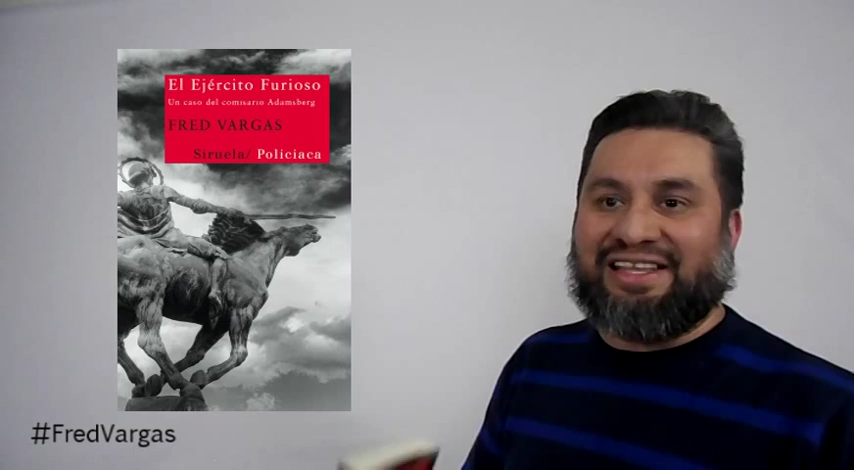 El Ejército Furioso
Un caso del comisario Adamsberg
FRED VARGAS
Siruela/ Policiaca
#FredVargas